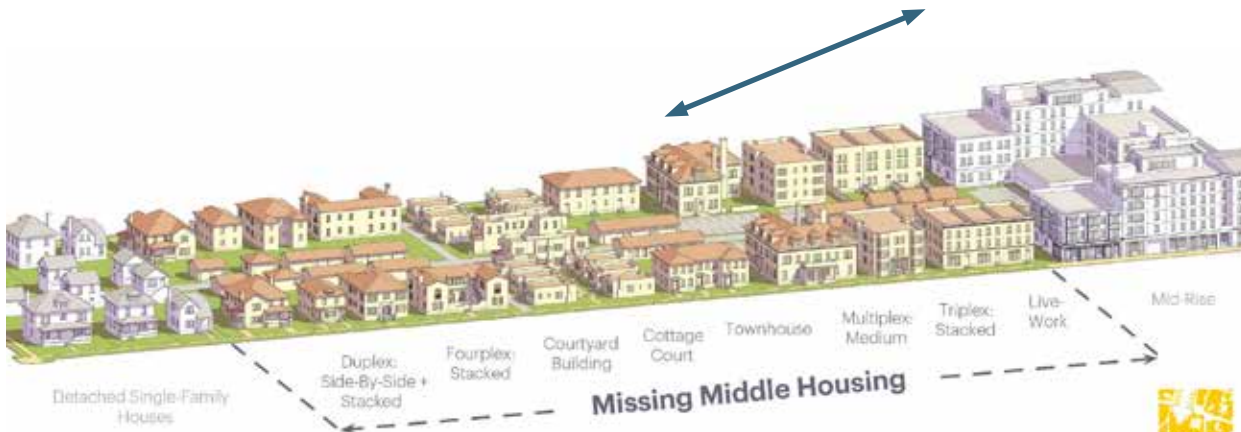 Detached Single-Family
Houses
Duplex:
Side-By-Side +
Stacked
Fourplex:
Stacked
Courtyard
Building
Cottage
Court
Townhouse
Multiplex:
Medium
Triplex:
Stacked
Live-
Work
Mid-Rise
Missing Middle Housing